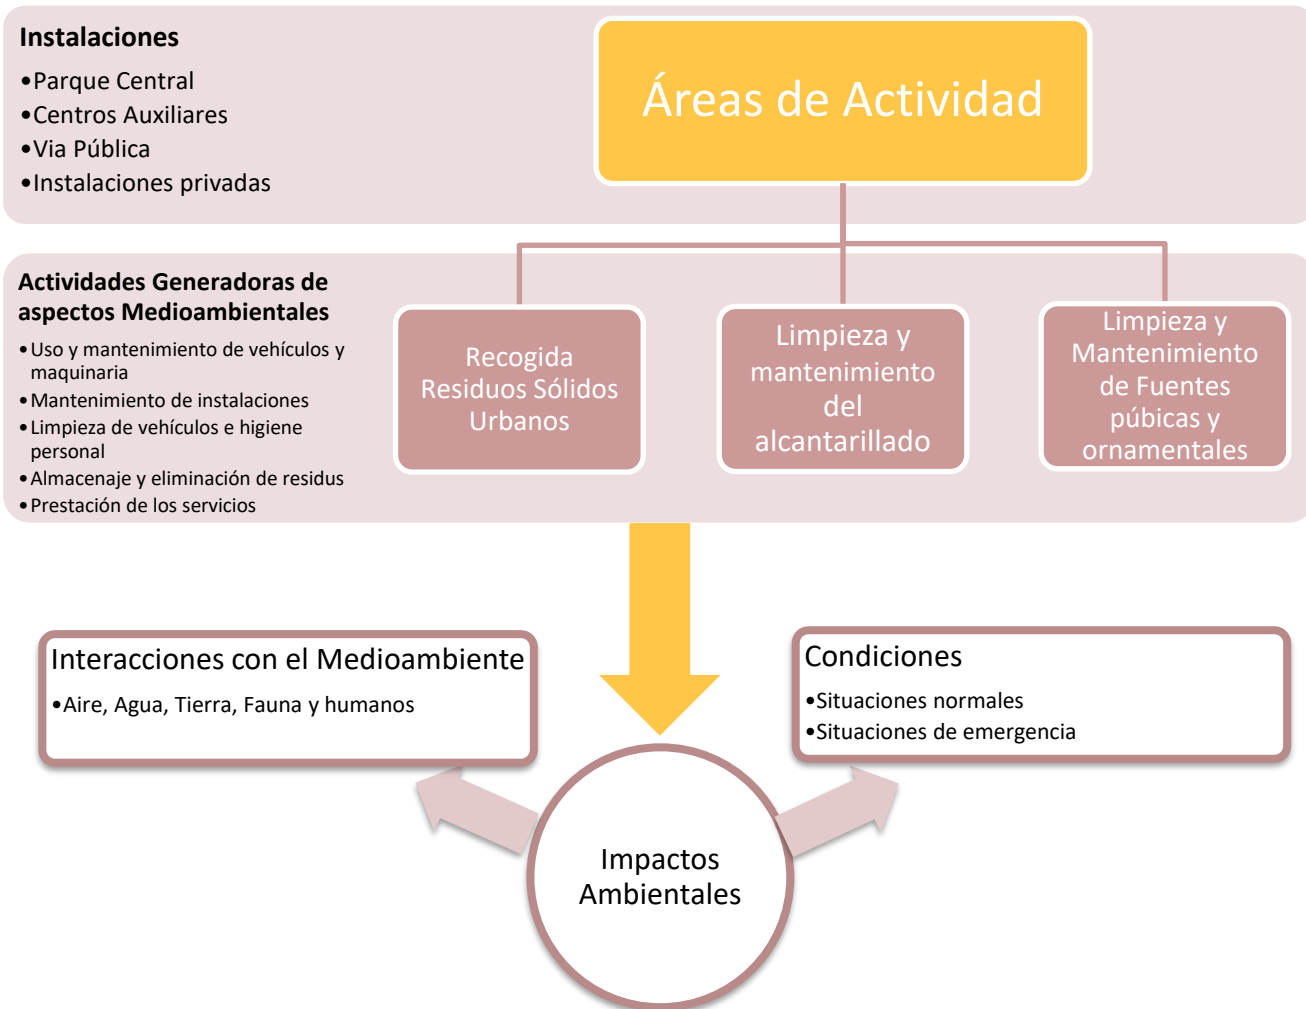 Instalaciones
•Parque Central
•Centros Auxiliares
•Via Pública
•Instalaciones privadas
Áreas de Actividad
Actividades Generadoras de
aspectos Medioambientales
•Uso y mantenimiento de vehículos y
maquinaria
•Mantenimiento de instalaciones
•Limpieza de vehículos e higiene
personal
•Almacenaje y eliminación de residus
•Prestación de los servicios
Recogida
Residuos Sólidos
Urbanos
Limpieza y
mantenimiento
del
alcantarillado
Limpieza y
Mantenimiento
de Fuentes
púbicas y
ornamentales
Interacciones con el Medioambiente
•Aire, Agua, Tierra, Fauna y humanos
Condiciones
•Situaciones normales
•Situaciones de emergencia
Impactos
Ambientales